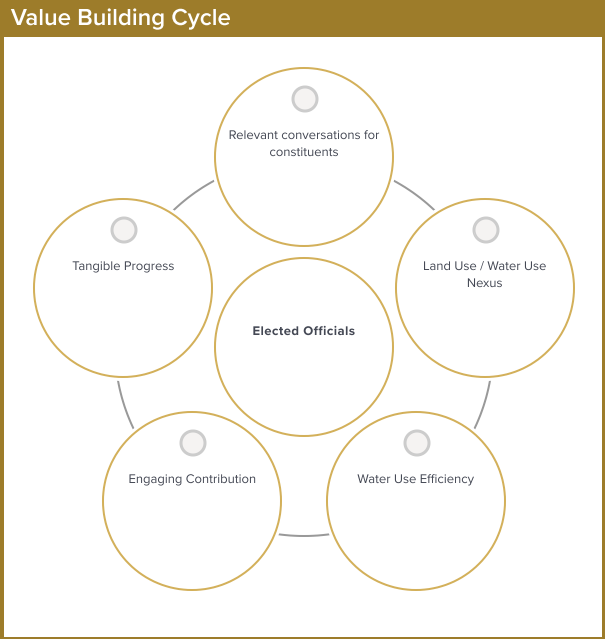 Value Building Cycle
Relevant conversations for
constituents
Tangible Progress
Land Use / Water Use
Nexus
Elected Officials
Engaging Contribution
Water Use Efficiency